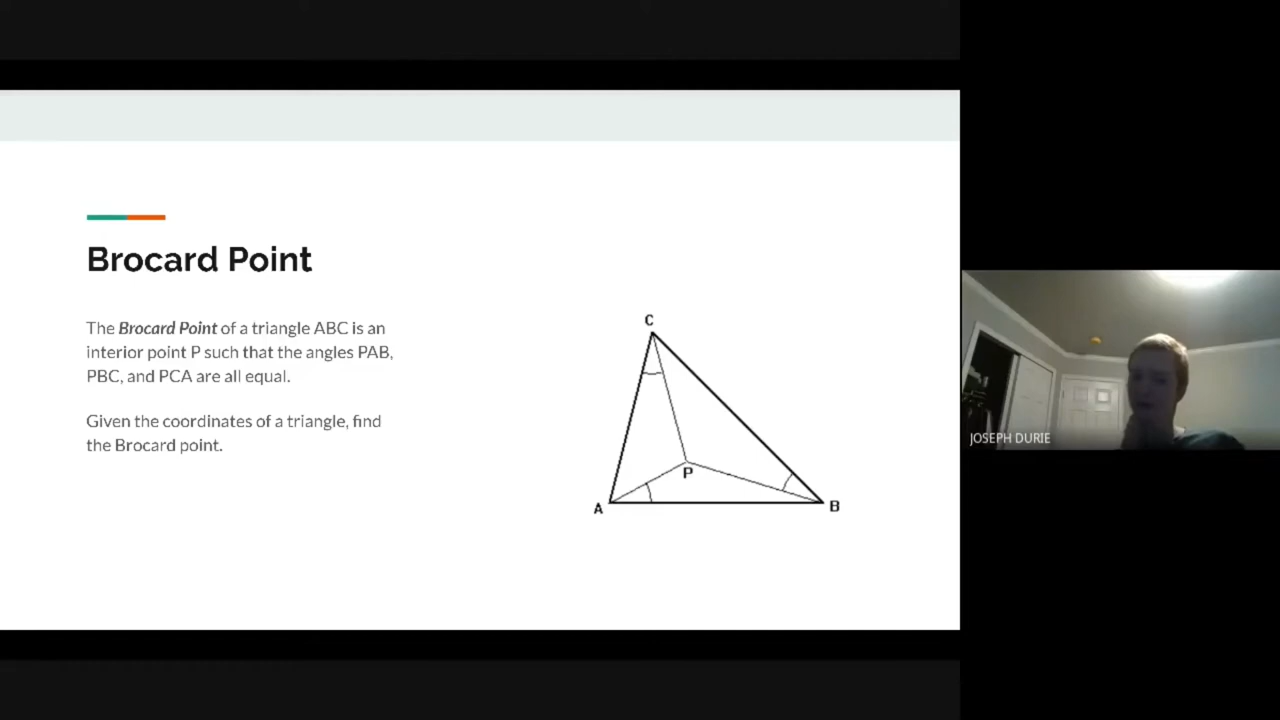 Brocard Point
The Brocard Point of a triangle ABC is an
interior point P such that the angles PAB,
PBC, and PCA are all equal.
Given the coordinates of a triangle, find
the Brocard point.
C
P
A
B
JOSEPH DURIE